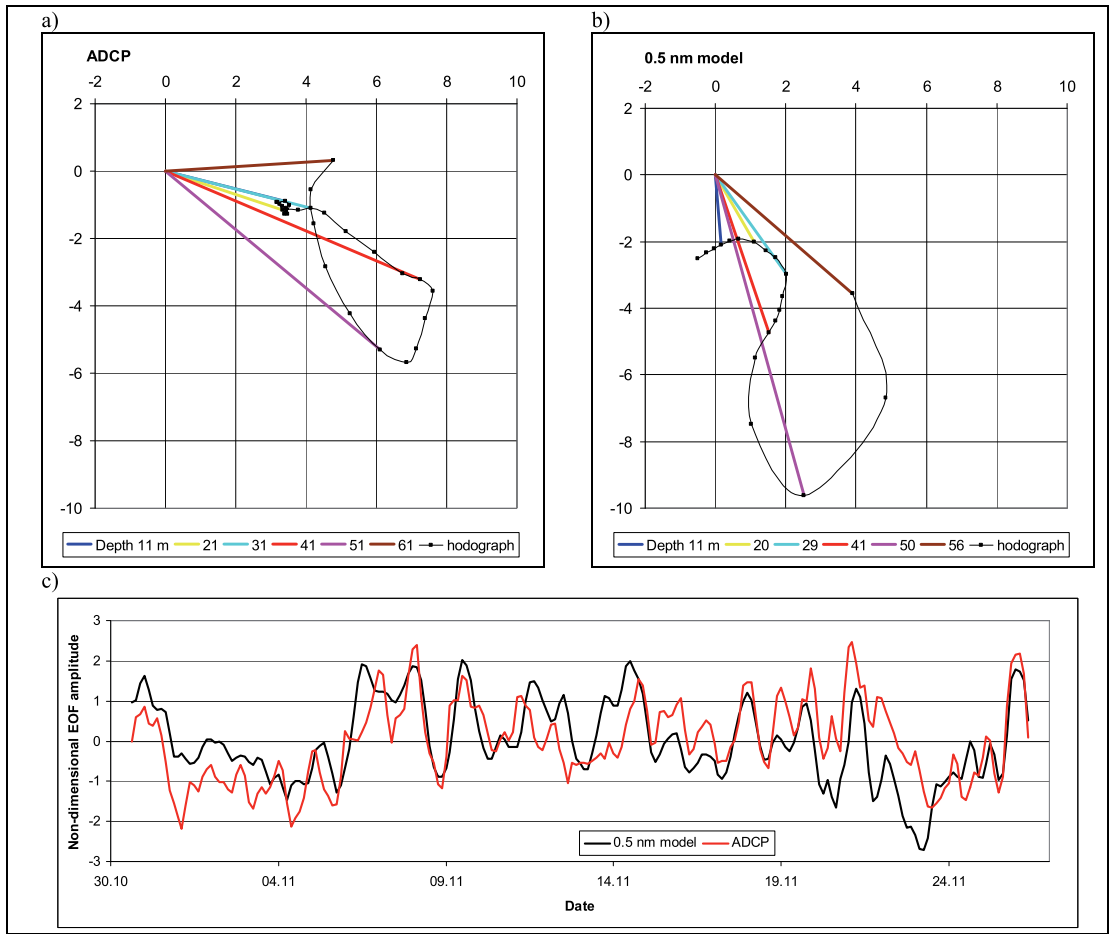 a)
ADCP
-2 0 2 4 6 8 10
2
0
-2
-4
-6
-8
-10
Depth 11 m 21 31 41 51 61 hodograph
b)
0.5 nm model
-2 0 2 4 6 8 10
2
0
-2
-4
-6
-8
-10
Depth 11 m 20 29 41 50 56 hodograph
c)
Non-dimensional EOF amplitude
3
2
1
0
-1
-2
-3
0.5 nm model ADCP
30.10 04.11 09.11 14.11 19.11 24.11
Date